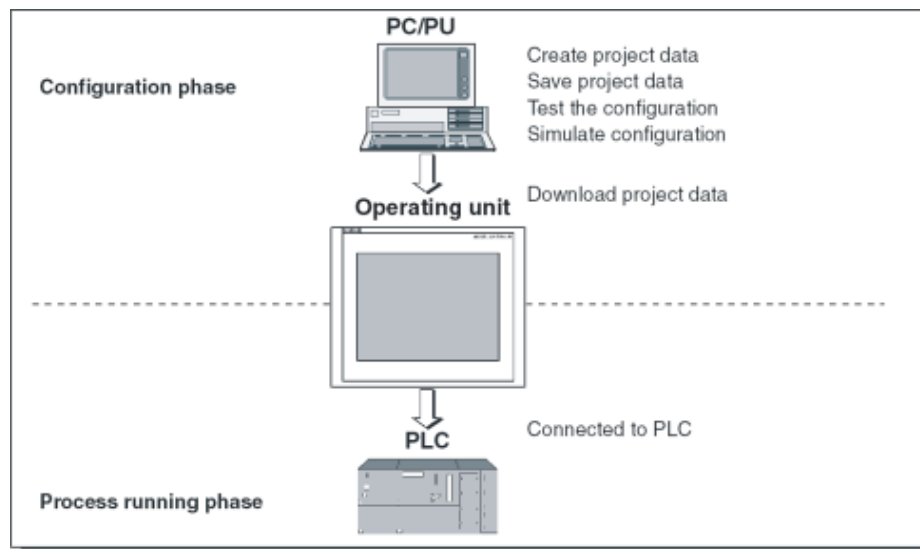 PC/PU
Configuration phase
Create project data
Save project data
Test the configuration
Simulate configuration
Download project data
Operating unit
Connected to PLC
PLC
Process running phase